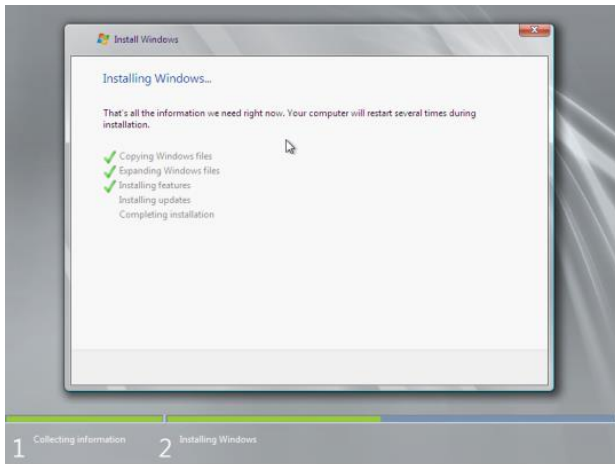 Install Windows
Installing Windows...
That's all the information we need right now. Your computer will restart several times during
installation.
Copying Windows files
Expanding Windows files
Installing features
Installing updates
Completing installation
1 Collecting information
2 Installing Windows